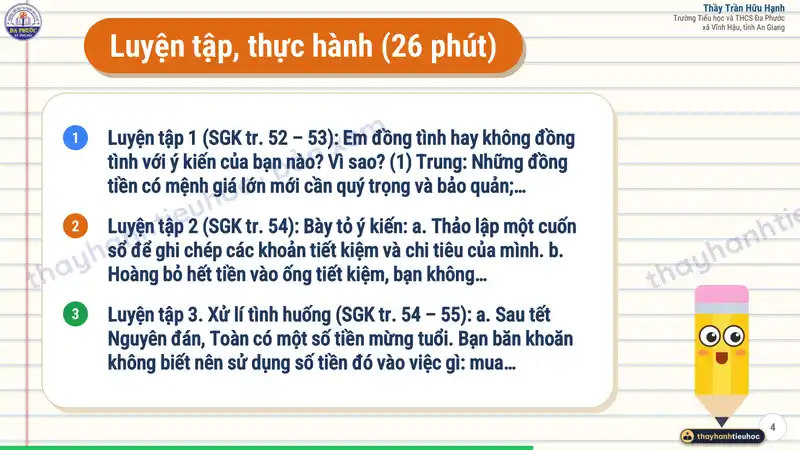 Thầy Trần Hữu Hạnh
Trường Tiểu học và THCS Đa Phước
xã Vĩnh Hậu, tỉnh An Giang
ĐA PHƯỚC
Luyện tập, thực hành (26 phút)
1
Luyện tập 1 (SGK tr. 52 – 53): Em đồng tình hay không đồng
tình với ý kiến của bạn nào? Vì sao? (1) Trung: Những đồng
tiền có mệnh giá lớn mới cần quý trọng và bảo quản;…
2
Luyện tập 2 (SGK tr. 54): Bày tỏ ý kiến: a. Thảo lập một cuốn
sổ để ghi chép các khoản tiết kiệm và chi tiêu của mình. b.
Hoàng bỏ hết tiền vào ống tiết kiệm, bạn không…
3
Luyện tập 3. Xử lí tình huống (SGK tr. 54 – 55): a. Sau tết
Nguyên đán, Toàn có một số tiền mừng tuổi. Bạn băn khoăn
không biết nên sử dụng số tiền đó vào việc gì: mua…
thayhanhtieuhoc
4